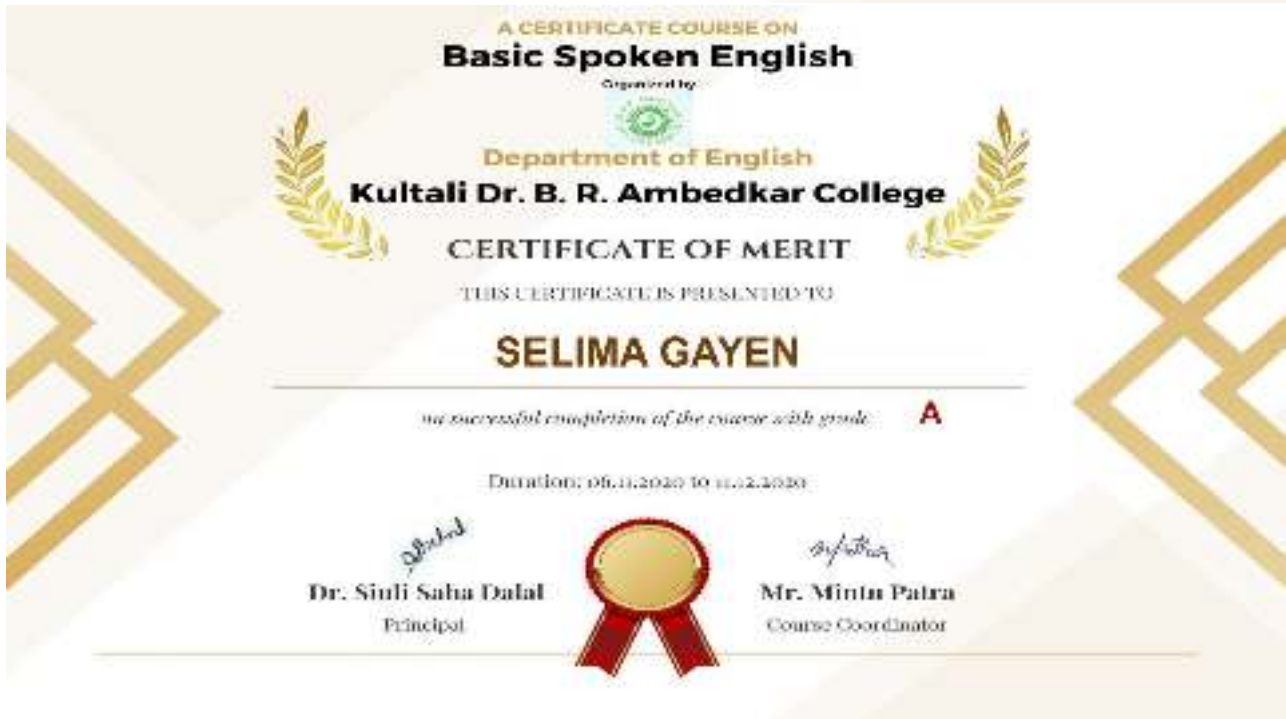 A CERTIFICATE COURSE ON
Basic Spoken English
Organized by
Department of English
Kultali Dr. B. R. Ambedkar College
CERTIFICATE OF MERIT
THIS CERTIFICATE IS PRESENTED TO
SELIMA GAYEN
on successful completion of the course with grade A
Duration: 06.11.2020 to 11.12.2020
Dr. Siuli Saha Dalal Mr. Mintu Patra
Principal Course Coordinator